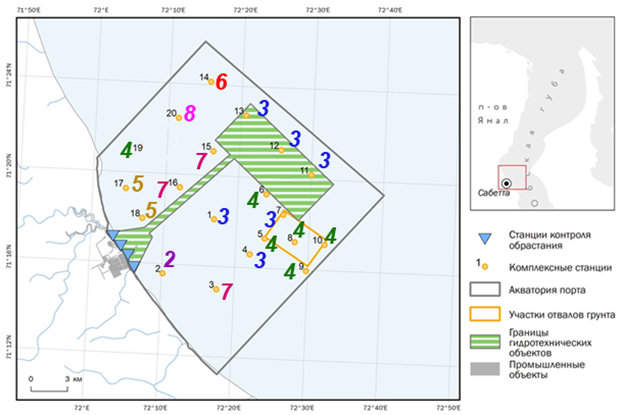 71°50'E 72°E 72°10'E 72°20'E 72°30'E 72°40'E
71°24'N
71°20'N
71°16'N
71°12'N
14 6
20 8
13 3
12 3
4 19
15 7
11 3
17 5
7 16
18 5
6 4
1 3
7 3
5 4
8 4
10 4
4 3
9 4
2 2
3 7
0 3 км
72°E 72°10'E 72°20'E 72°30'E 72°40'E
п-ов
Ямал
ская губа
Сабетта
Станции контроля
обрастания
1 Комплексные станции
Акватория порта
Участки отвалов грунта
Границы
гидротехнических
объектов
Промышленные
объекты